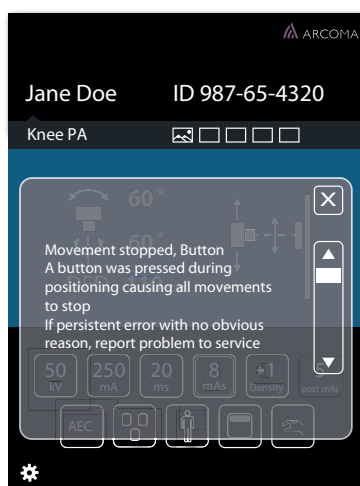 ARCOMA
Jane Doe ID 987-65-4320
Knee PA
60°
Movement stopped, Button
60°
A button was pressed during
positioning causing all movements
to stop
If persistent error with no obvious
reason, report problem to service
50 250 20 8 +1
kV mA ms mAs Density post mAs
AEC